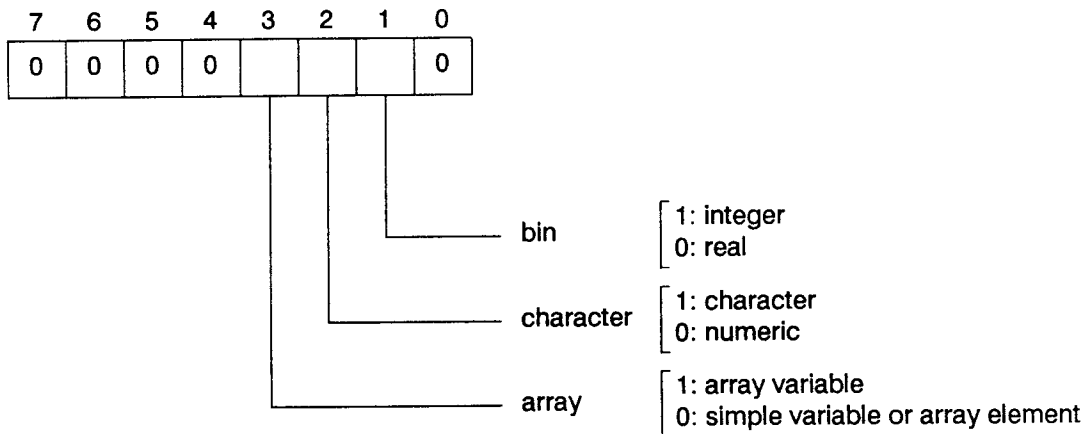 7 6 5 4 3 2 1 0
0 0 0 0 0
bin 1: integer
0: real
character 1: character
0: numeric
array 1: array variable
0: simple variable or array element